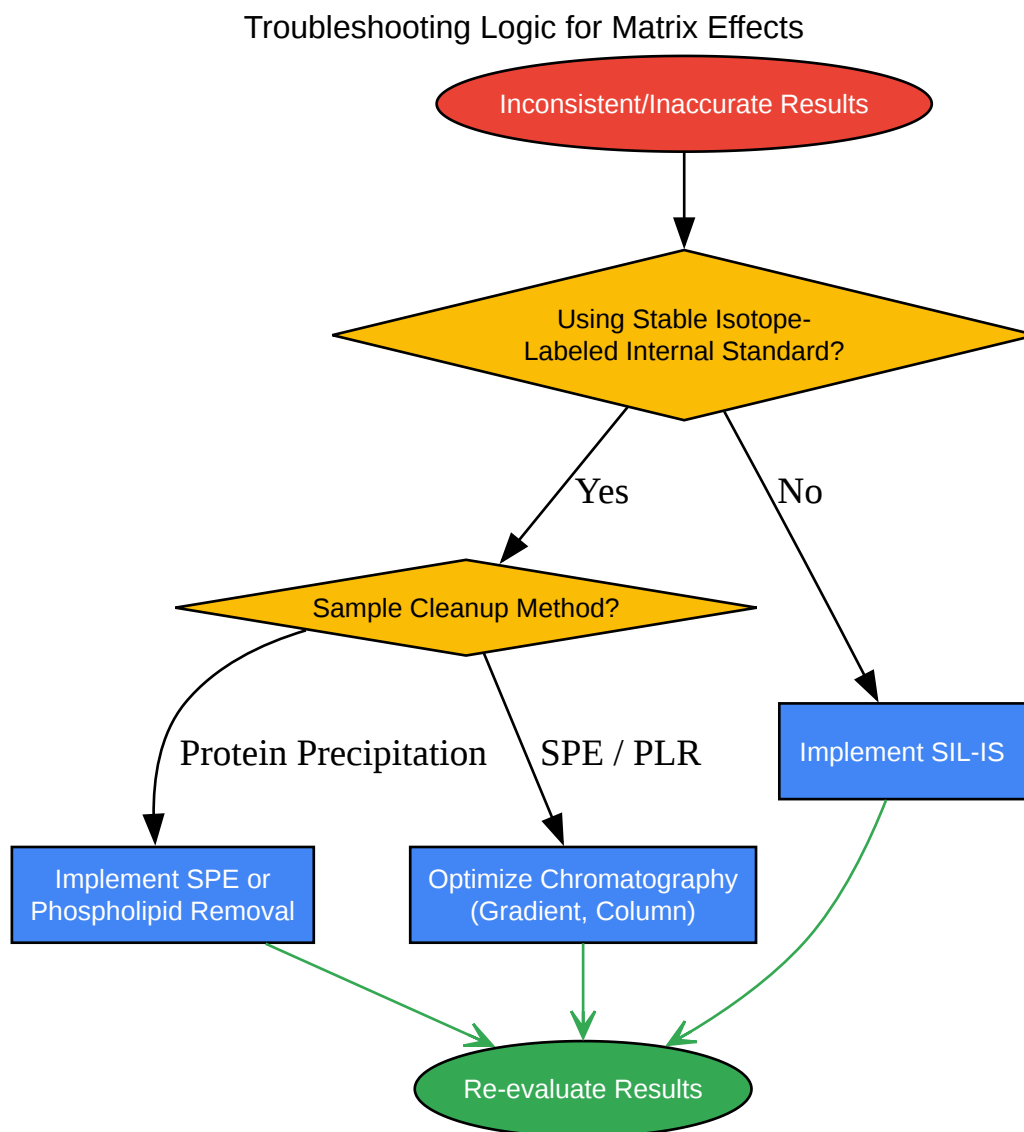 Troubleshooting Logic for Matrix Effects
Inconsistent/Inaccurate Results
Using Stable Isotope-
Labeled Internal Standard?
Yes
No
Sample Cleanup Method?
Protein Precipitation
SPE / PLR
Implement SIL-IS
Implement SPE or
Phospholipid Removal
Optimize Chromatography
(Gradient, Column)
Re-evaluate Results